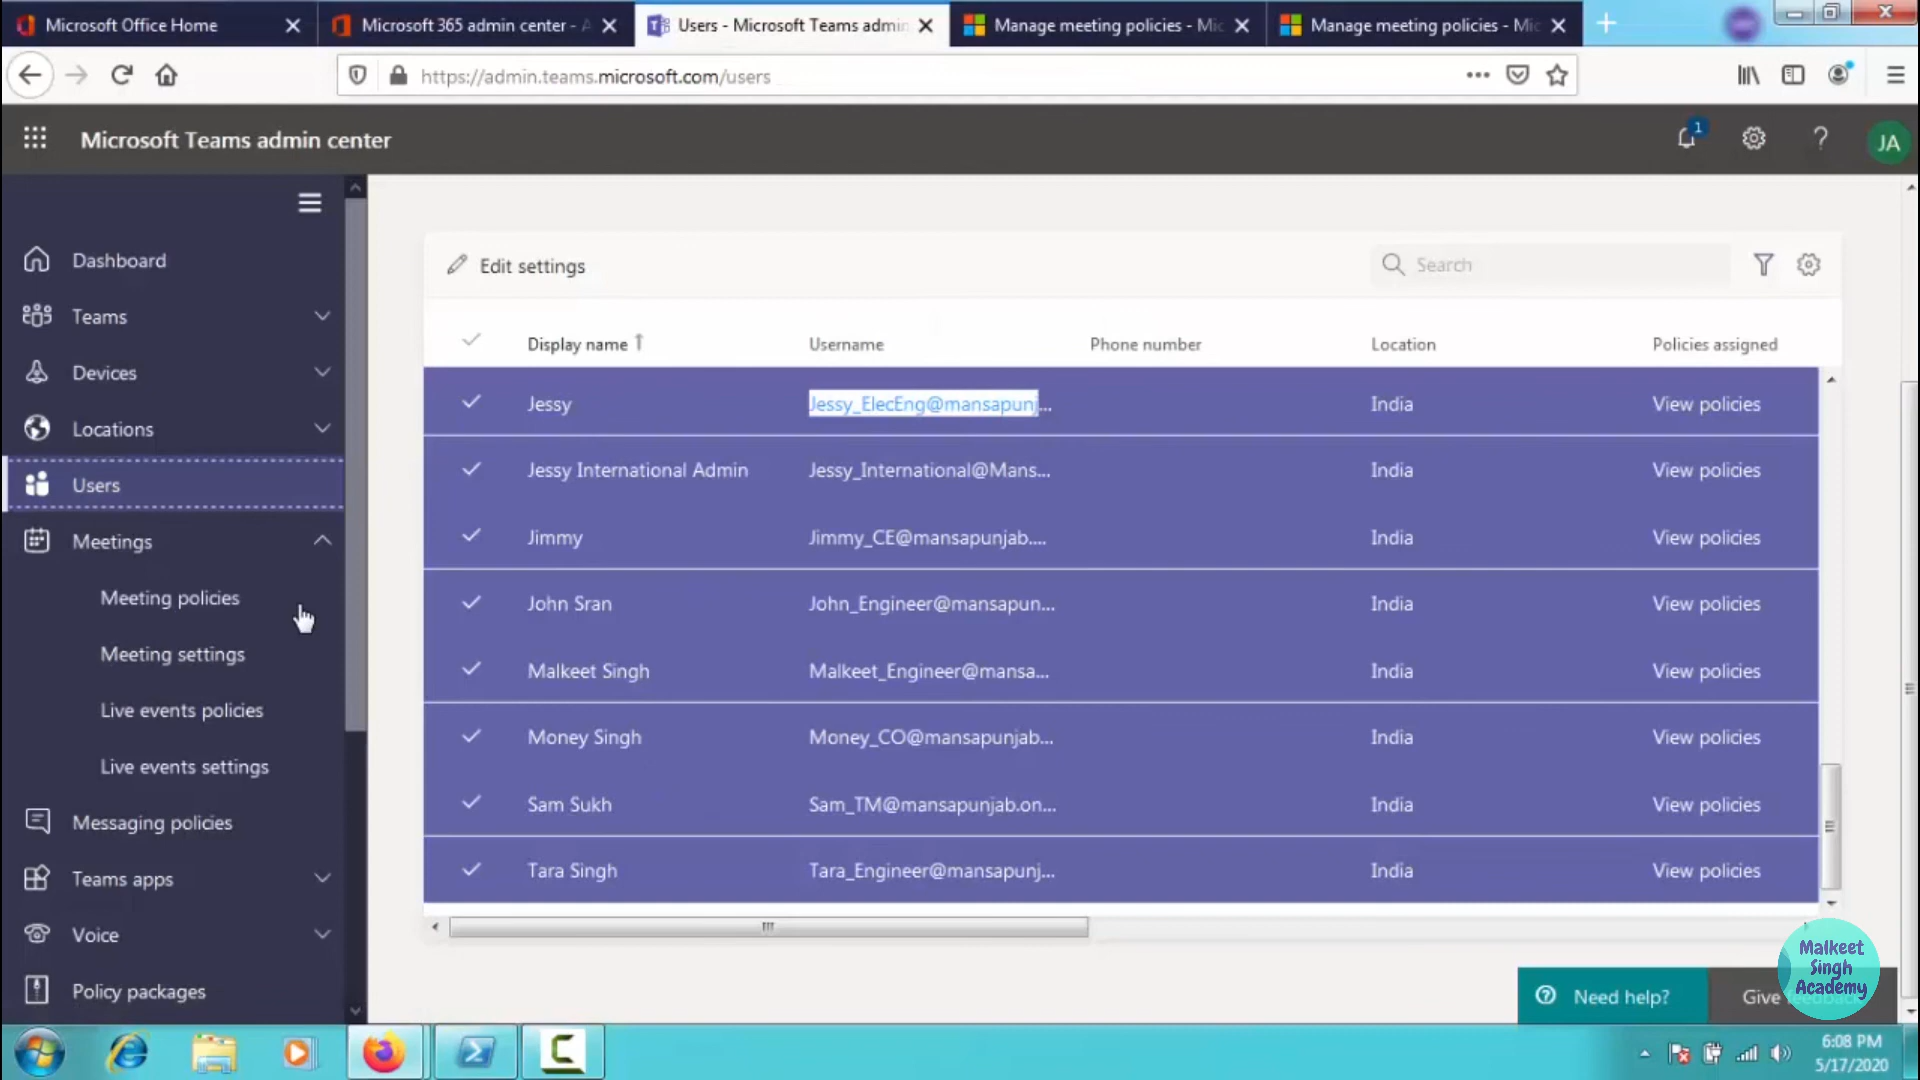 Microsoft Office Home
Microsoft 365 admin center - A
Users - Microsoft Teams admin
Manage meeting policies - Mic
Manage meeting policies - Mic
https://admin.teams.microsoft.com/users
Microsoft Teams admin center
1
JA
Dashboard
Teams
Devices
Locations
Users
Meetings
Meeting policies
Meeting settings
Live events policies
Live events settings
Messaging policies
Teams apps
Voice
Policy packages
Edit settings
Search
Display name Username Phone number Location Policies assigned
Jessy Jessy_ElecEng@mansapunj... India View policies
Jessy International Admin Jessy_International@Mans... India View policies
Jimmy Jimmy_CE@mansapunjab.... India View policies
John Sran John_Engineer@mansapun... India View policies
Malkeet Singh Malkeet_Engineer@mansa... India View policies
Money Singh Money_CO@mansapunjab... India View policies
Sam Sukh Sam_TM@mansapunjab.on... India View policies
Tara Singh Tara_Engineer@mansapunj... India View policies
Need help?
Give feedback
Malkeet
Singh
Academy
6:08 PM
5/17/2020